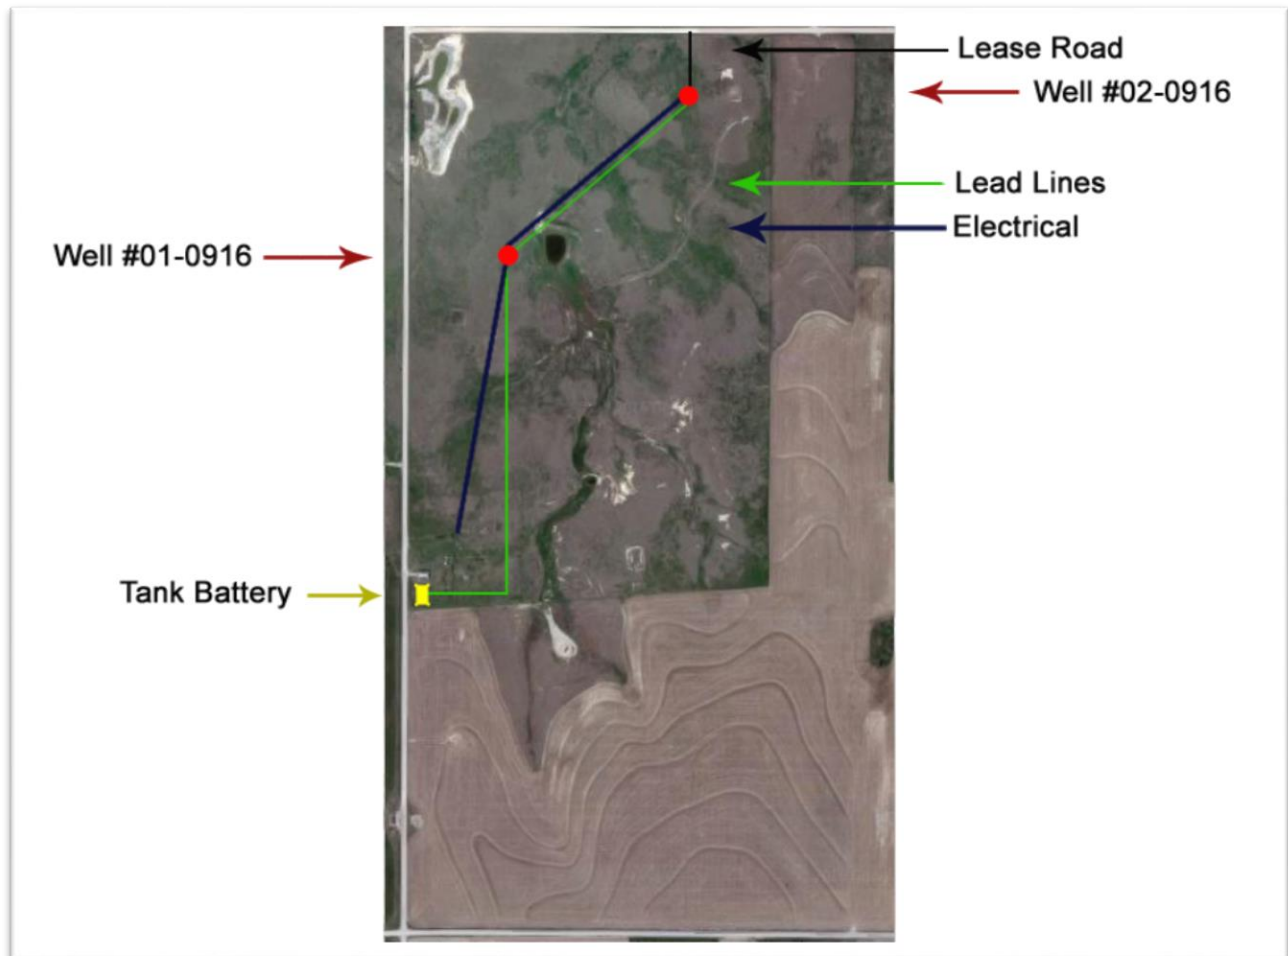 Lease Road
Well #02-0916
Lead Lines
Electrical
Well #01-0916
Tank Battery